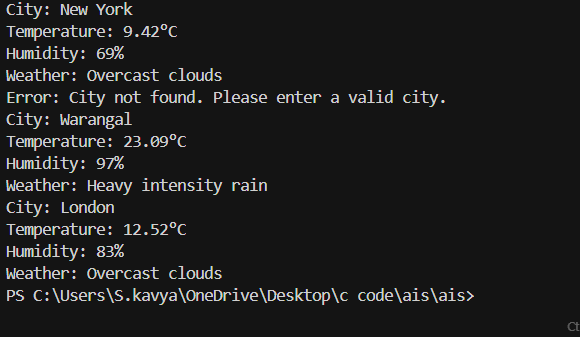 City: New York
Temperature: 9.42°C
Humidity: 69%
Weather: Overcast clouds
Error: City not found. Please enter a valid city.
City: Warangal
Temperature: 23.09°C
Humidity: 97%
Weather: Heavy intensity rain
City: London
Temperature: 12.52°C
Humidity: 83%
Weather: Overcast clouds
PS C:\Users\S.kavya\OneDrive\Desktop\c code\ais\ais>
Ct